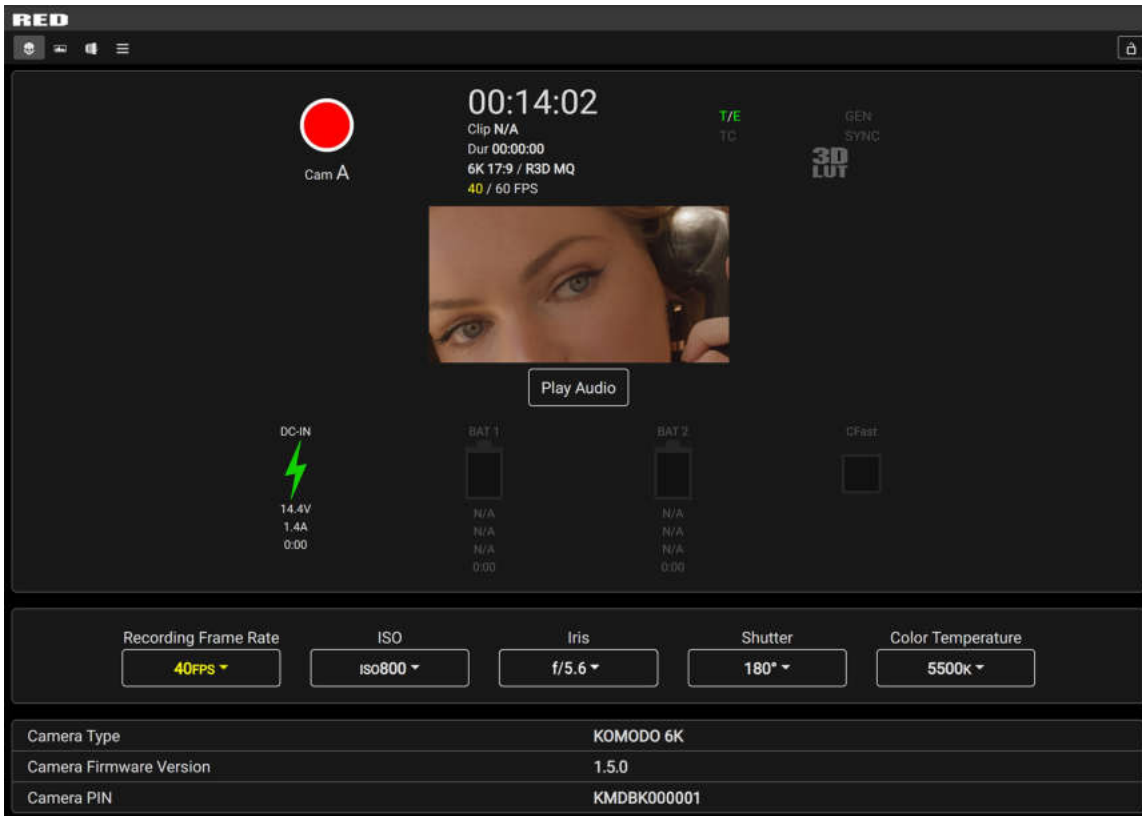 RED
00:14:02
Clip N/A
Dur 00:00:00
6K 17:9 / R3D MQ
40 / 60 FPS
Cam A
T/E
TC
GEN
SYNC
3D
LUT
Play Audio
DC-IN
14.4V
1.4A
0:00
BAT 1
N/A
N/A
N/A
0:00
BAT 2
N/A
N/A
N/A
0:00
CFast
Recording Frame Rate
40FPS
ISO
ISO800
Iris
f/5.6
Shutter
180°
Color Temperature
5500K
Camera Type KOMODO 6K
Camera Firmware Version 1.5.0
Camera PIN KMDBK000001